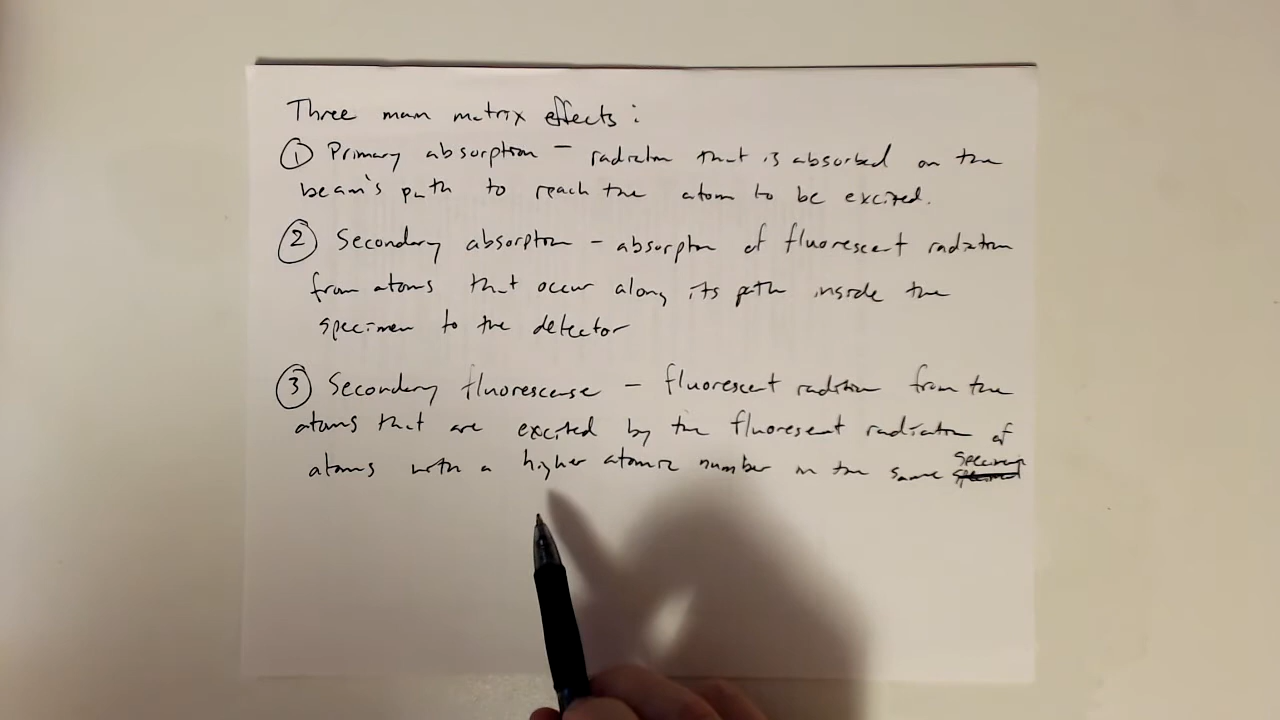 Three main matrix effects:
① Primary absorption - radiation that is absorbed on the
beam's path to reach the atom to be excited.
② Secondary absorption - absorption of fluorescent radiation
from atoms that occur along its path inside the
specimen to the detector
③ Secondary fluorescense - fluorescent radiation from the
atoms that are excited by the fluoresent radiation of
atoms with a higher atomic number in the same specimen